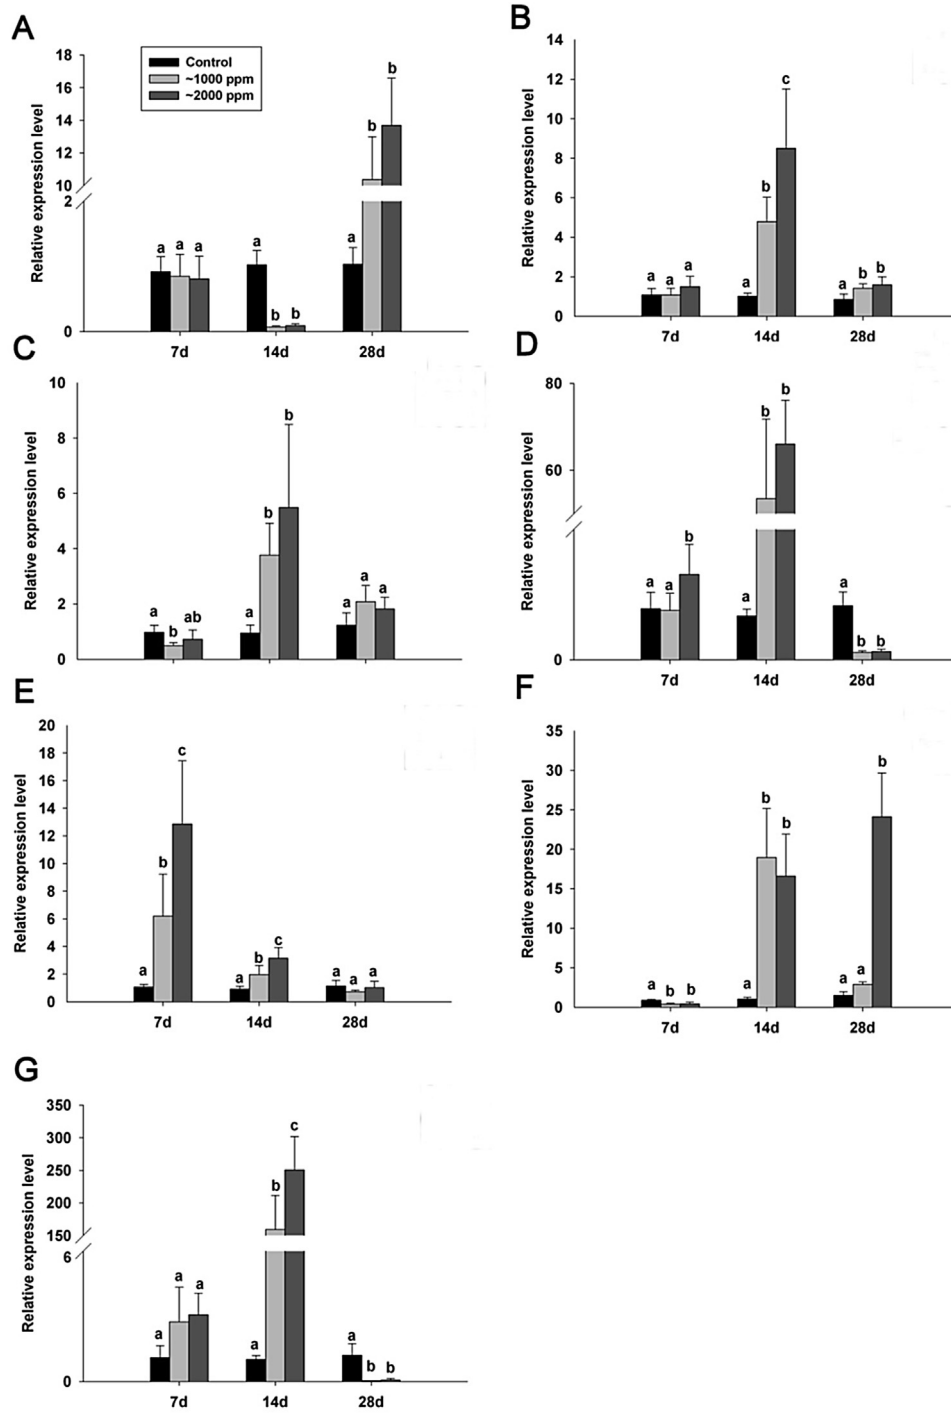 A
Relative expression level
18
16
14
12
10
2
0
Control
~1000 ppm
~2000 ppm
a a a
a b b
a b b
7d 14d 28d
B
Relative expression level
14
12
10
8
6
4
2
0
a a a
a b c
a b b
7d 14d 28d
C
Relative expression level
10
8
6
4
2
0
a b ab
a b b
a a a
D
Relative expression level
80
60
0
a a b
a b b
a b b
7d 14d 28d
E
Relative expression level
20
18
16
14
12
10
8
6
4
2
0
a b c
a b c
a a a
7d 14d 28d
F
Relative expression level
35
30
25
20
15
10
5
0
a b b
a b b
a a b
7d 14d 28d
G
Relative expression level
350
300
250
200
150
6
0
a a a
a b c
a b b
7d 14d 28d